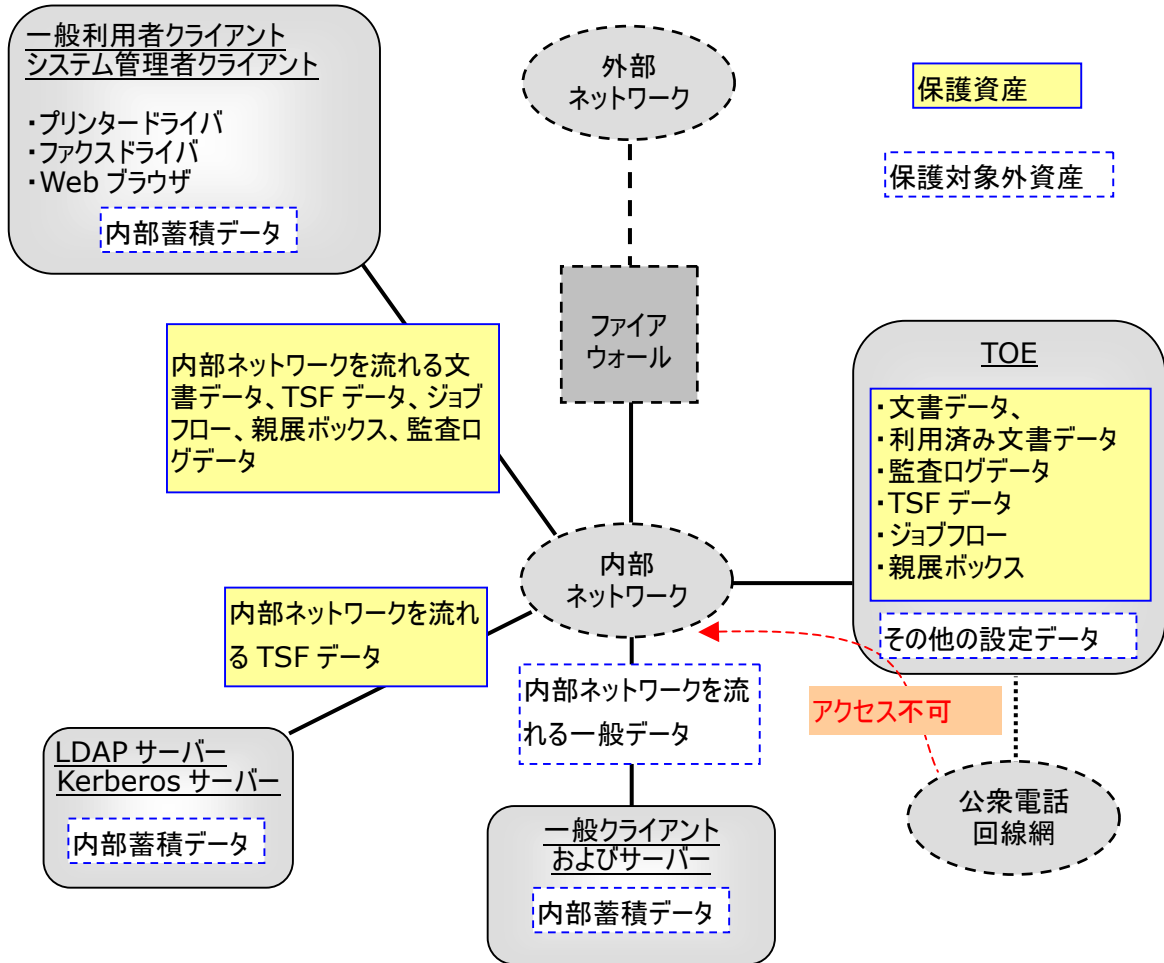 一般利用者クライアント
システム管理者クライアント
・プリンタードライバ
・ファクスドライバ
・Web ブラウザ
内部蓄積データ
外部
ネットワーク
保護資産
保護対象外資産
ファイア
ウォール
内部ネットワークを流れる文
書データ、TSF データ、ジョブ
フロー、親展ボックス、監査ロ
グデータ
TOE
・文書データ、
・利用済み文書データ
・監査ログデータ
・TSF データ
・ジョブフロー
・親展ボックス
その他の設定データ
内部
ネットワーク
内部ネットワークを流れ
る TSF データ
内部ネットワークを流
れる一般データ
アクセス不可
LDAP サーバー
Kerberos サーバー
内部蓄積データ
一般クライアント
およびサーバー
内部蓄積データ
公衆電話
回線網